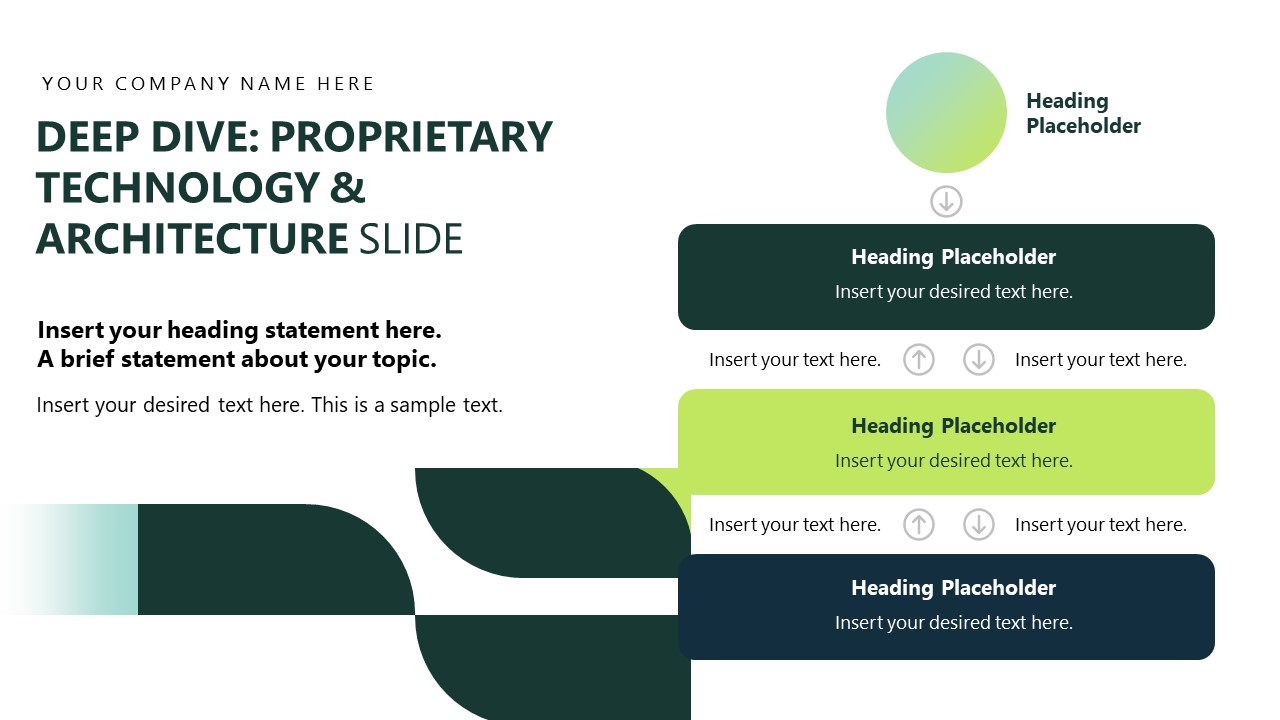 YOUR COMPANY NAME HERE
DEEP DIVE: PROPRIETARY
TECHNOLOGY &
ARCHITECTURE SLIDE
Insert your heading statement here.
A brief statement about your topic.
Insert your desired text here. This is a sample text.
Heading
Placeholder
Heading Placeholder
Insert your desired text here.
Insert your text here. Insert your text here.
Heading Placeholder
Insert your desired text here.
Insert your text here. Insert your text here.
Heading Placeholder
Insert your desired text here.